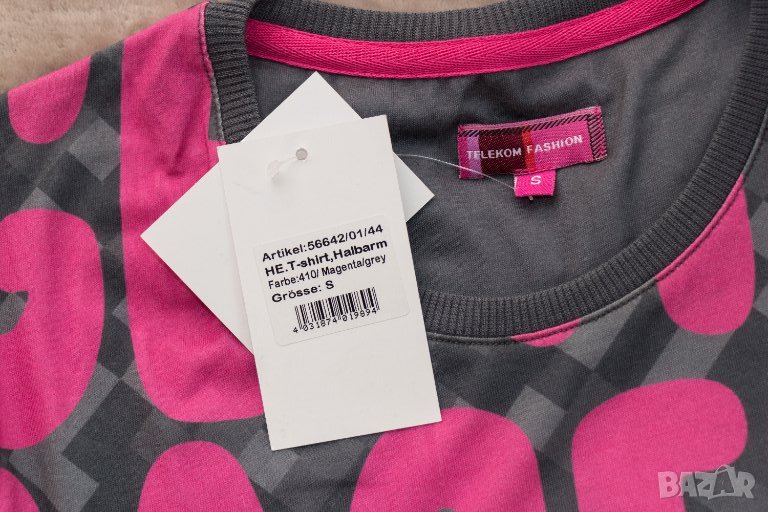 TELEKOM FASHION
S
Artikel:56642/01/44
HE.T-shirt,Halbarm
Farbe:410/ Magenta/grey
Grösse: S
4 031874 019894
BAZAR